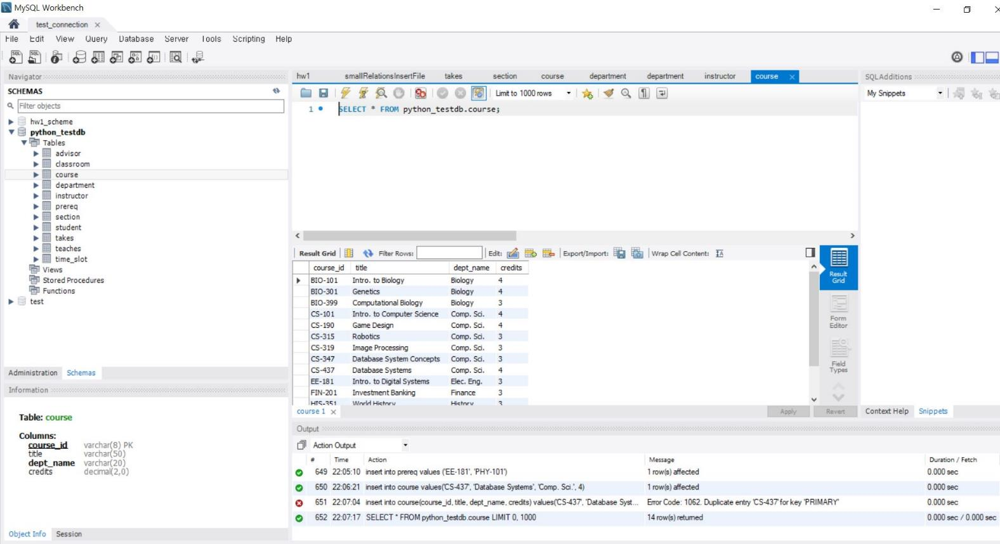 MySQL Workbench
test_connection
File Edit View Query Database Server Tools Scripting Help
Navigator
SCHEMAS
Filter objects
hw1_scheme
python_testdb
Tables
advisor
classroom
course
department
instructor
prereq
section
student
takes
teaches
time_slot
Views
Stored Procedures
Functions
test
Administration Schemas
Information
Table: course
Columns:
course_id varchar(8) PK
title varchar(50)
dept_name varchar(20)
credits decimal(2,0)
Object Info Session
hw1 smallRelationsInsertFile takes section course department department instructor course
Limit to 1000 rows
1 SELECT * FROM python_testdb.course;
Result Grid Filter Rows: Edit: Export/Import: Wrap Cell Content:
course_id title dept_name credits
BIO-101 Intro. to Biology Biology 4
BIO-301 Genetics Biology 4
BIO-399 Computational Biology Biology 3
CS-101 Intro. to Computer Science Comp. Sci. 4
CS-190 Game Design Comp. Sci. 4
CS-315 Robotics Comp. Sci. 3
CS-319 Image Processing Comp. Sci. 3
CS-347 Database System Concepts Comp. Sci. 3
CS-437 Database Systems Comp. Sci. 4
EE-181 Intro. to Digital Systems Elec. Eng. 3
FIN-201 Investment Banking Finance 3
HIS-351 World History History 3
Result
Grid
Form
Editor
Field
Types
course 1 Apply Revert
SQLAdditions
My Snippets
Context Help Snippets
Output
Action Output
# Time Action Message Duration / Fetch
649 22:05:10 insert into prereq values ('EE-181', 'PHY-101') 1 row(s) affected 0.000 sec
650 22:06:21 insert into course values('CS-437', 'Database Systems', 'Comp. Sci.', 4) 1 row(s) affected 0.000 sec
651 22:07:04 insert into course(course_id, title, dept_name, credits) values('CS-437', 'Database Syst... Error Code: 1062. Duplicate entry 'CS-437' for key 'PRIMARY' 0.000 sec
652 22:07:17 SELECT * FROM python_testdb.course LIMIT 0, 1000 14 row(s) returned 0.000 sec / 0.000 sec